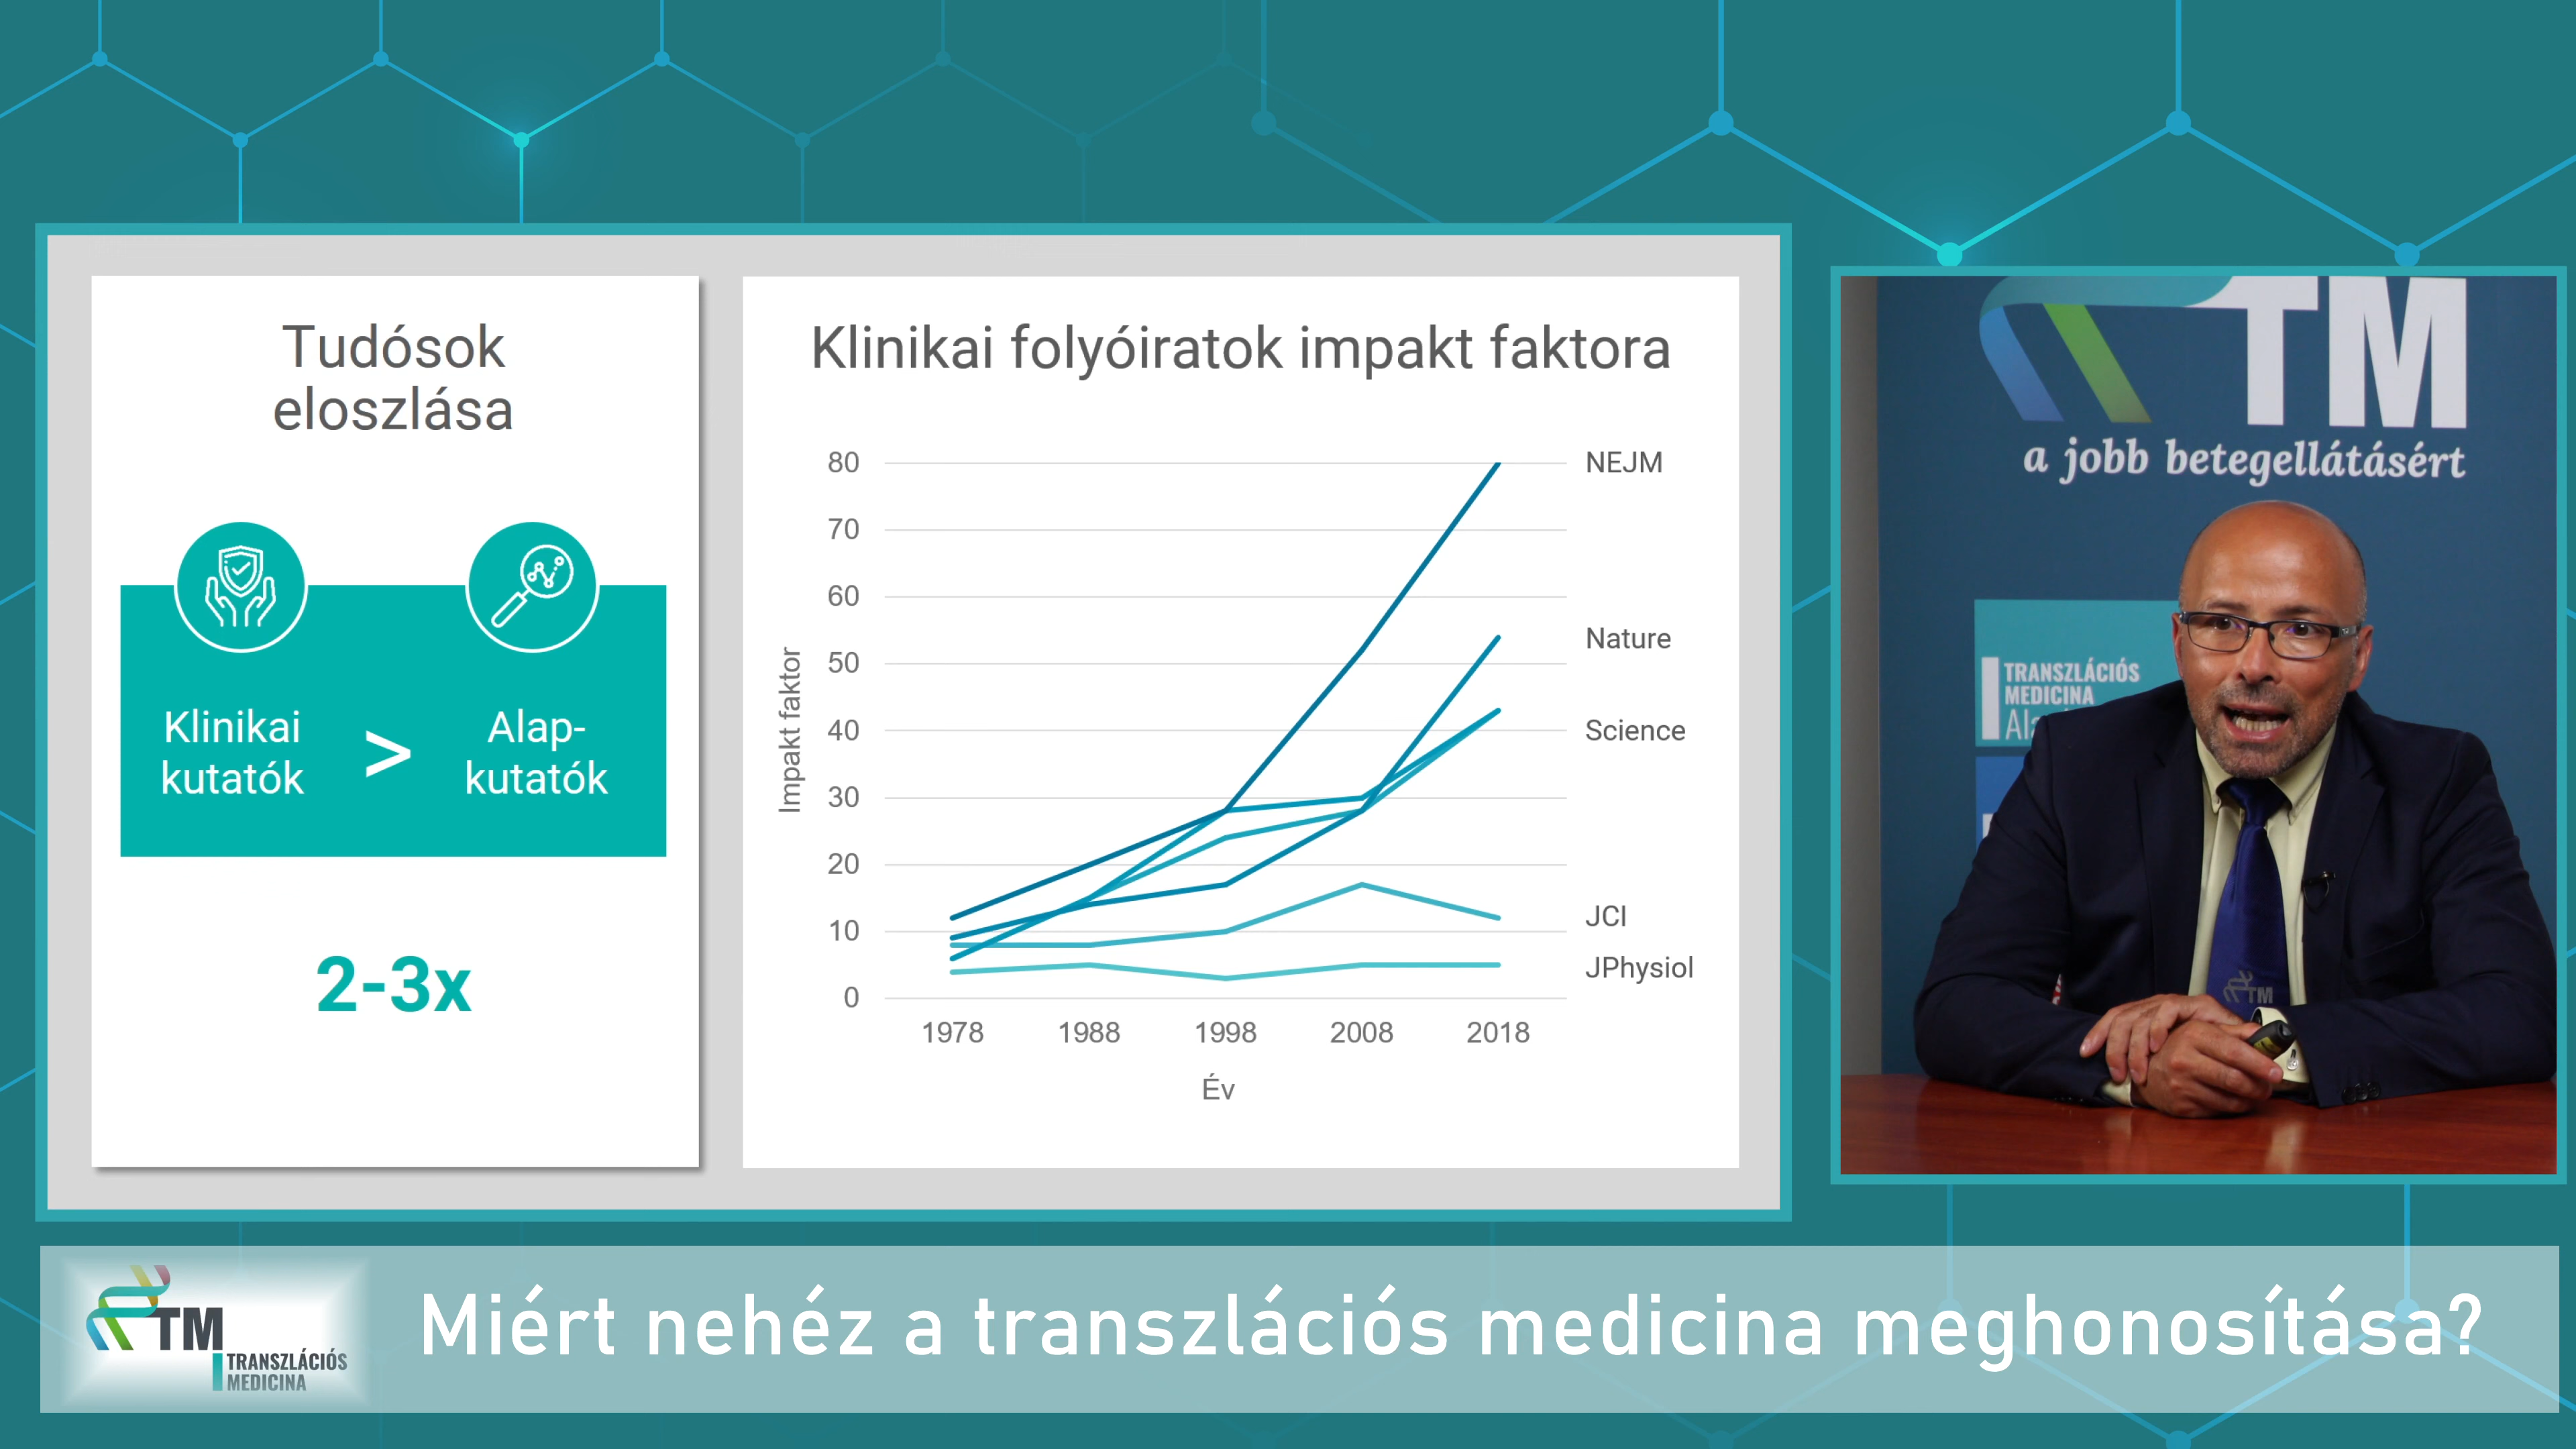 Tudósok
eloszlása
Klinikai
kutatók
>
Alap-
kutatók
2-3x
Klinikai folyóiratok impakt faktora
Impakt faktor
80
70
60
50
40
30
20
10
0
1978 1988 1998 2008 2018
Év
NEJM
Nature
Science
JCI
JPhysiol
TM
a jobb betegellátásért
TRANSZLÁCIÓS
MEDICINA
TM
TM
TRANSZLÁCIÓS
MEDICINA
Miért nehéz a transzlációs medicina meghonosítása?